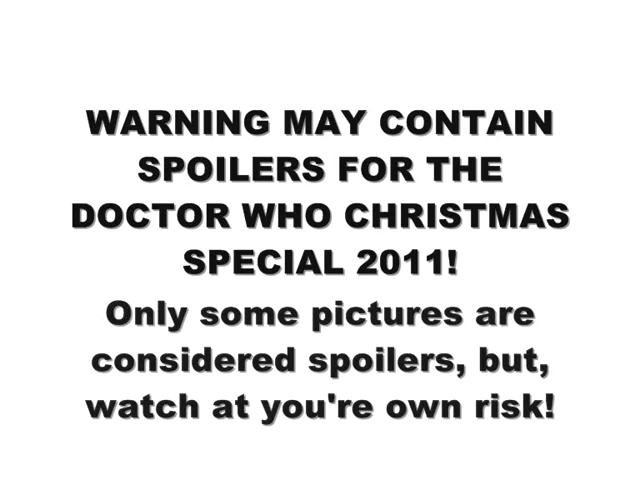 WARNING MAY CONTAIN
SPOILERS FOR THE
DOCTOR WHO CHRISTMAS
SPECIAL 2011!
Only some pictures are
considered spoilers, but,
watch at you're own risk!